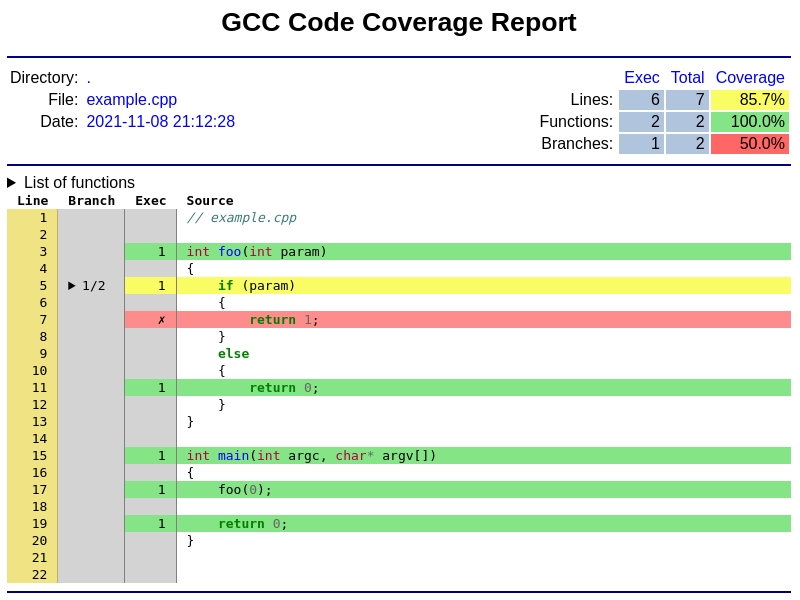 GCC Code Coverage Report
Directory: .
File: example.cpp
Date: 2021-11-08 21:12:28
Exec Total Coverage
Lines: 6 7 85.7%
Functions: 2 2 100.0%
Branches: 1 2 50.0%
▶ List of functions
Line Branch Exec Source
1 // example.cpp
2
3 1 int foo(int param)
4 {
5 ▶ 1/2 1 if (param)
6 {
7 ✗ return 1;
8 }
9 else
10 {
11 1 return 0;
12 }
13 }
14
15 1 int main(int argc, char* argv[])
16 {
17 1 foo(0);
18
19 1 return 0;
20 }
21
22